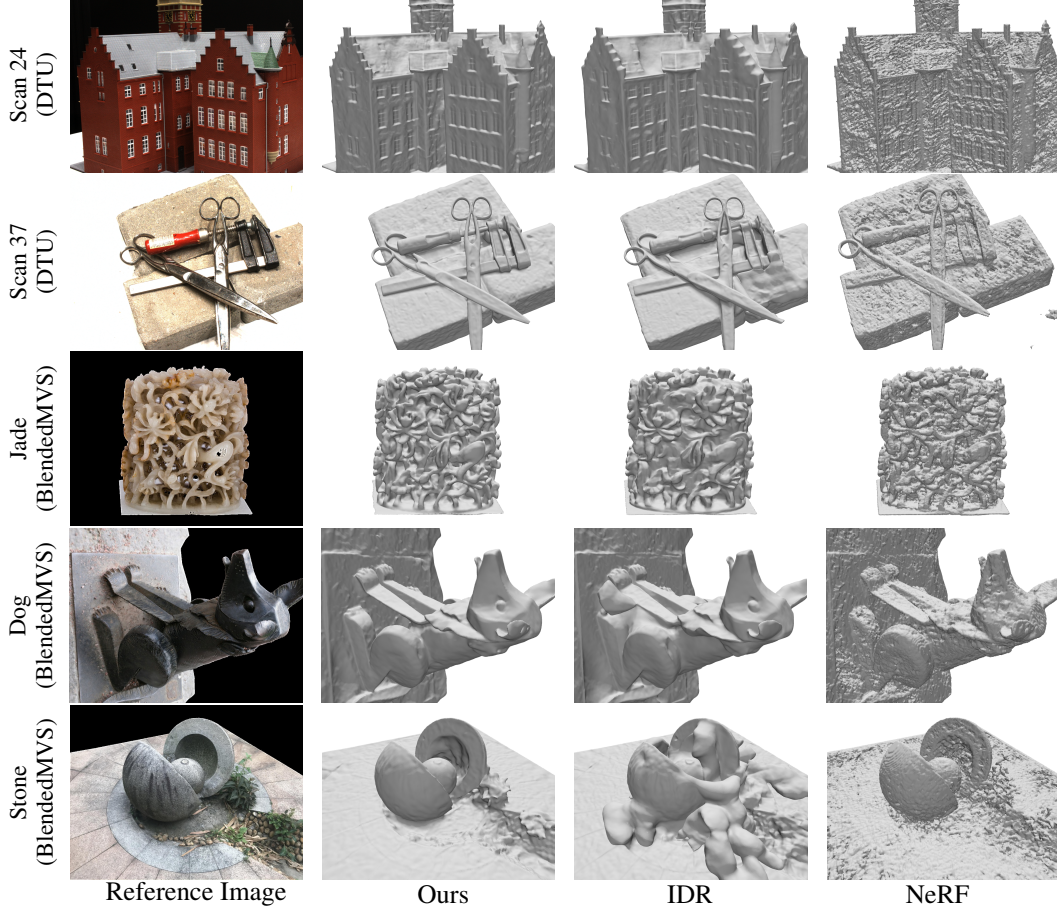 Scan 24
(DTU)
Scan 37
(DTU)
Jade
(BlendedMVS)
Dog
(BlendedMVS)
Stone
(BlendedMVS)
Reference Image
Ours
IDR
NeRF